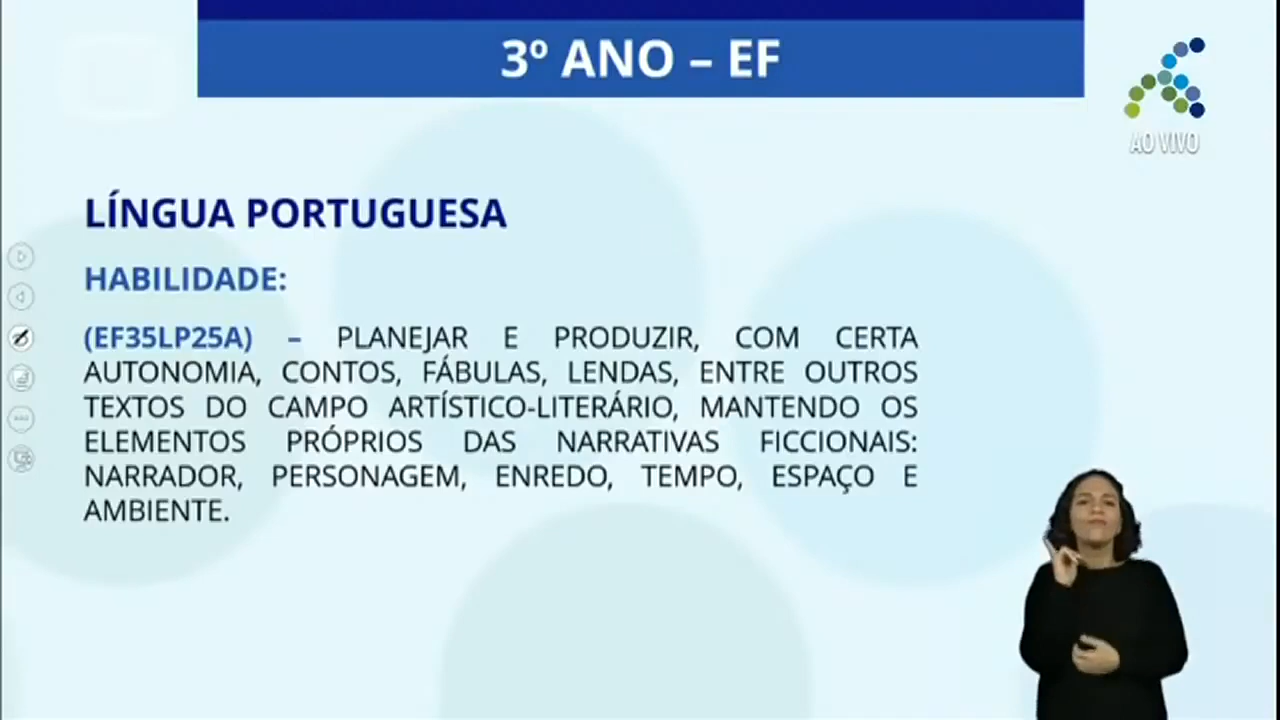 3º ANO – EF
AO VIVO
LÍNGUA PORTUGUESA
HABILIDADE:
(EF35LP25A) – PLANEJAR E PRODUZIR, COM CERTA
AUTONOMIA, CONTOS, FÁBULAS, LENDAS, ENTRE OUTROS
TEXTOS DO CAMPO ARTÍSTICO-LITERÁRIO, MANTENDO OS
ELEMENTOS PRÓPRIOS DAS NARRATIVAS FICCIONAIS:
NARRADOR, PERSONAGEM, ENREDO, TEMPO, ESPAÇO E
AMBIENTE.